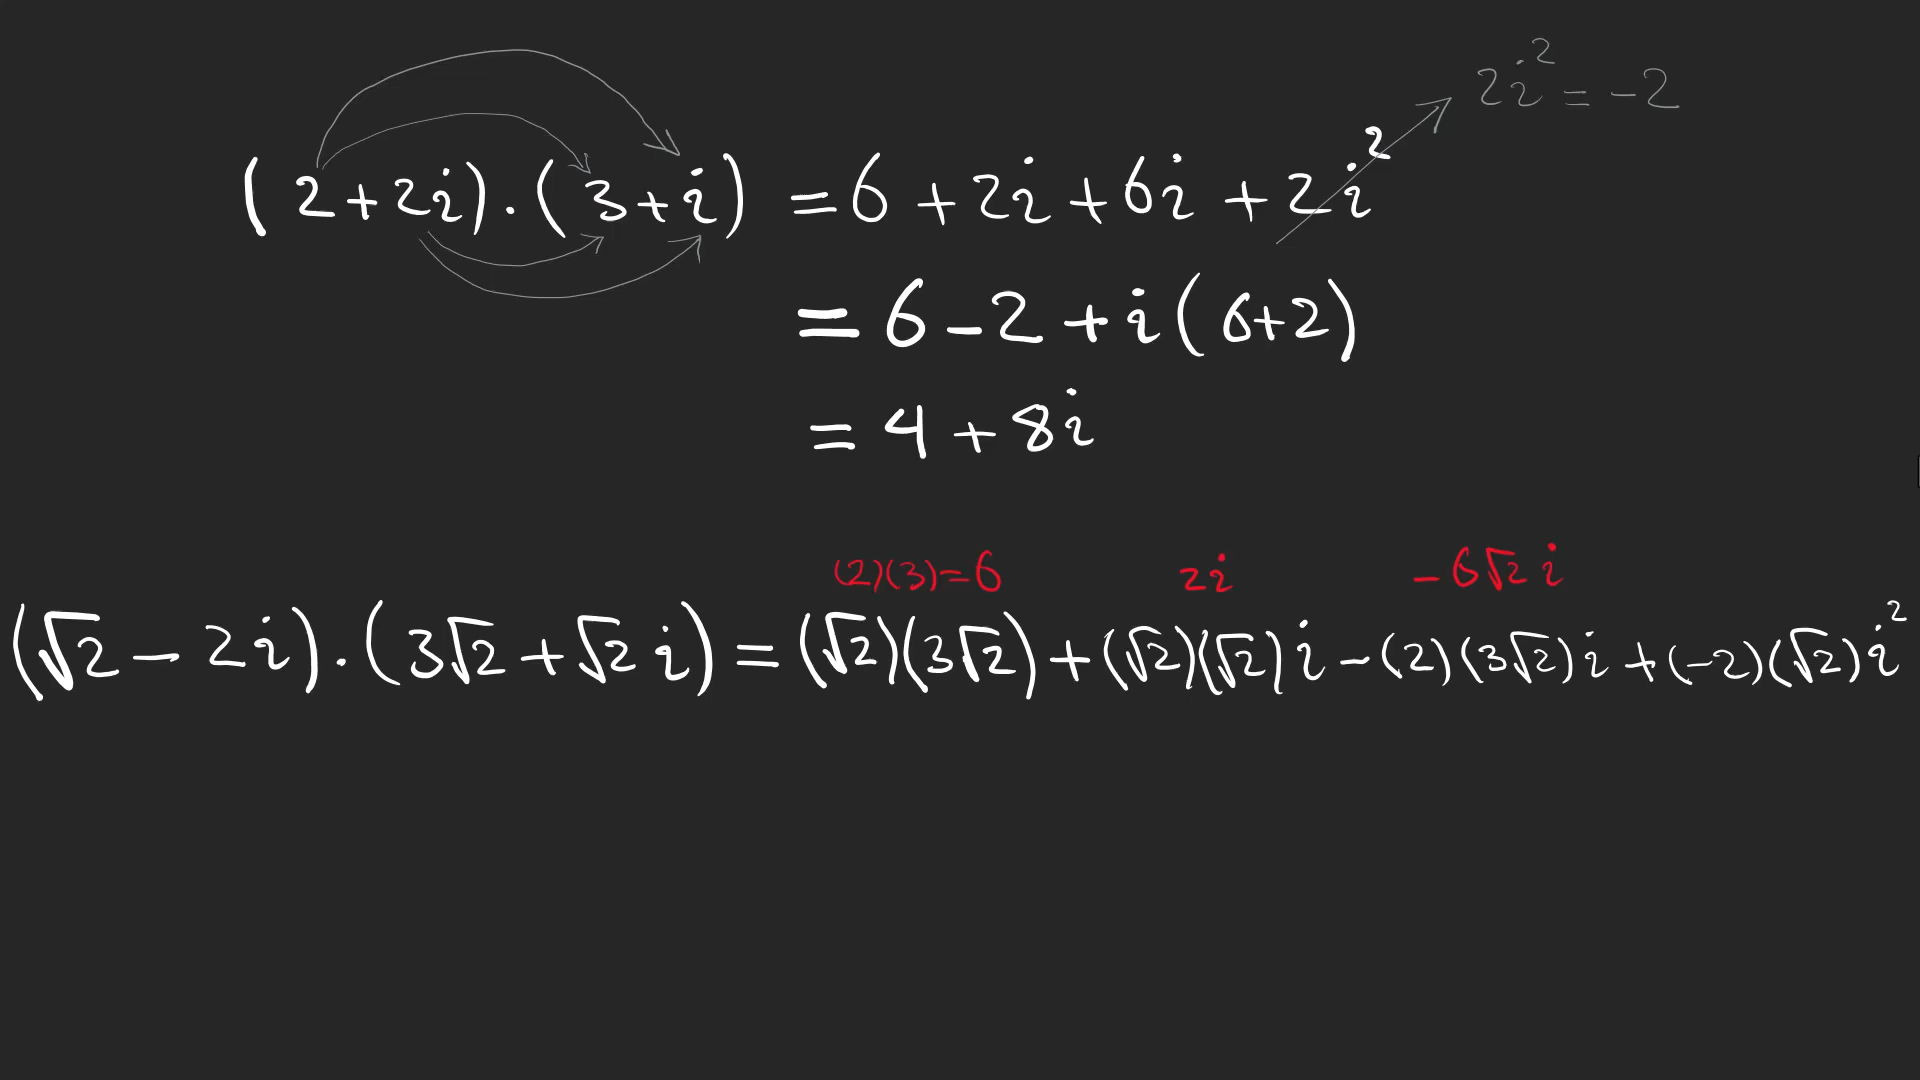 2i² = -2
(2+2i)·(3+i) = 6 + 2i + 6i + 2i²
= 6 - 2 + i(6+2)
= 4 + 8i
(2)(3)=6 2i -6√2 i
(√2 - 2i)·(3√2 + √2 i) = (√2)(3√2) + (√2)(√2) i - (2)(3√2) i + (-2)(√2) i²